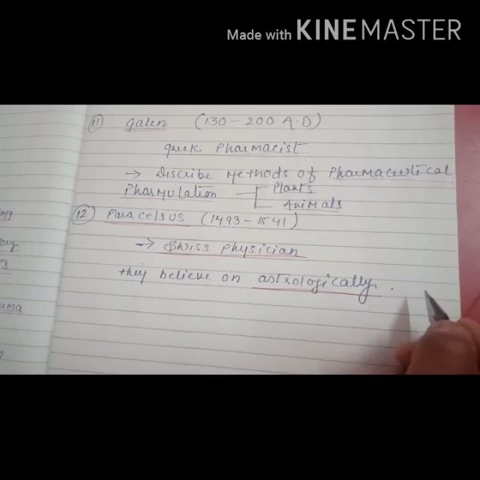 Made with KINEMASTER
11) Galen (130-200 A.D)
Greek Pharmacist
→ Describe Methods of Pharmaceutical
Pharmulation Plants
Animals
12) Paracelsus (1493-1541)
→ Swiss physician
they believe on astrologically.